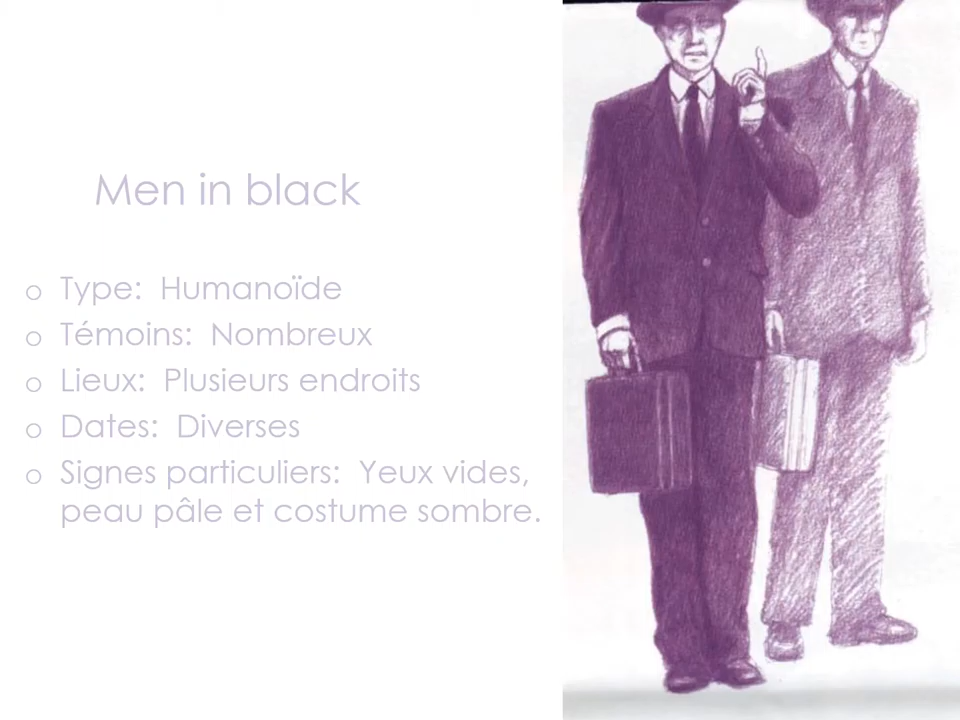 Men in black
o Type: Humanoïde
o Témoins: Nombreux
o Lieux: Plusieurs endroits
o Dates: Diverses
o Signes particuliers: Yeux vides,
peau pâle et costume sombre.